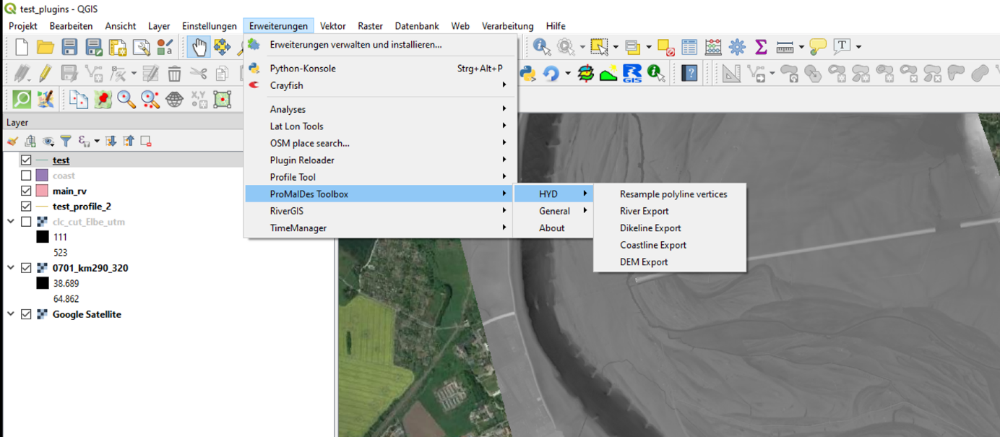 test_plugins - QGIS
Projekt Bearbeiten Ansicht Layer Einstellungen Erweiterungen Vektor Raster Datenbank Web Verarbeitung Hilfe
Erweiterungen verwalten und installieren...
Python-Konsole Strg+Alt+P
Crayfish
Analyses
Lat Lon Tools
OSM place search...
Plugin Reloader
Profile Tool
ProMaIDes Toolbox
RiverGIS
TimeManager
HYD
General
About
Resample polyline vertices
River Export
Dikeline Export
Coastline Export
DEM Export
T
GIS
X,Y
Layer
test
coast
main_rv
test_profile_2
clc_cut_Elbe_utm
111
523
0701_km290_320
38.689
64.862
Google Satellite